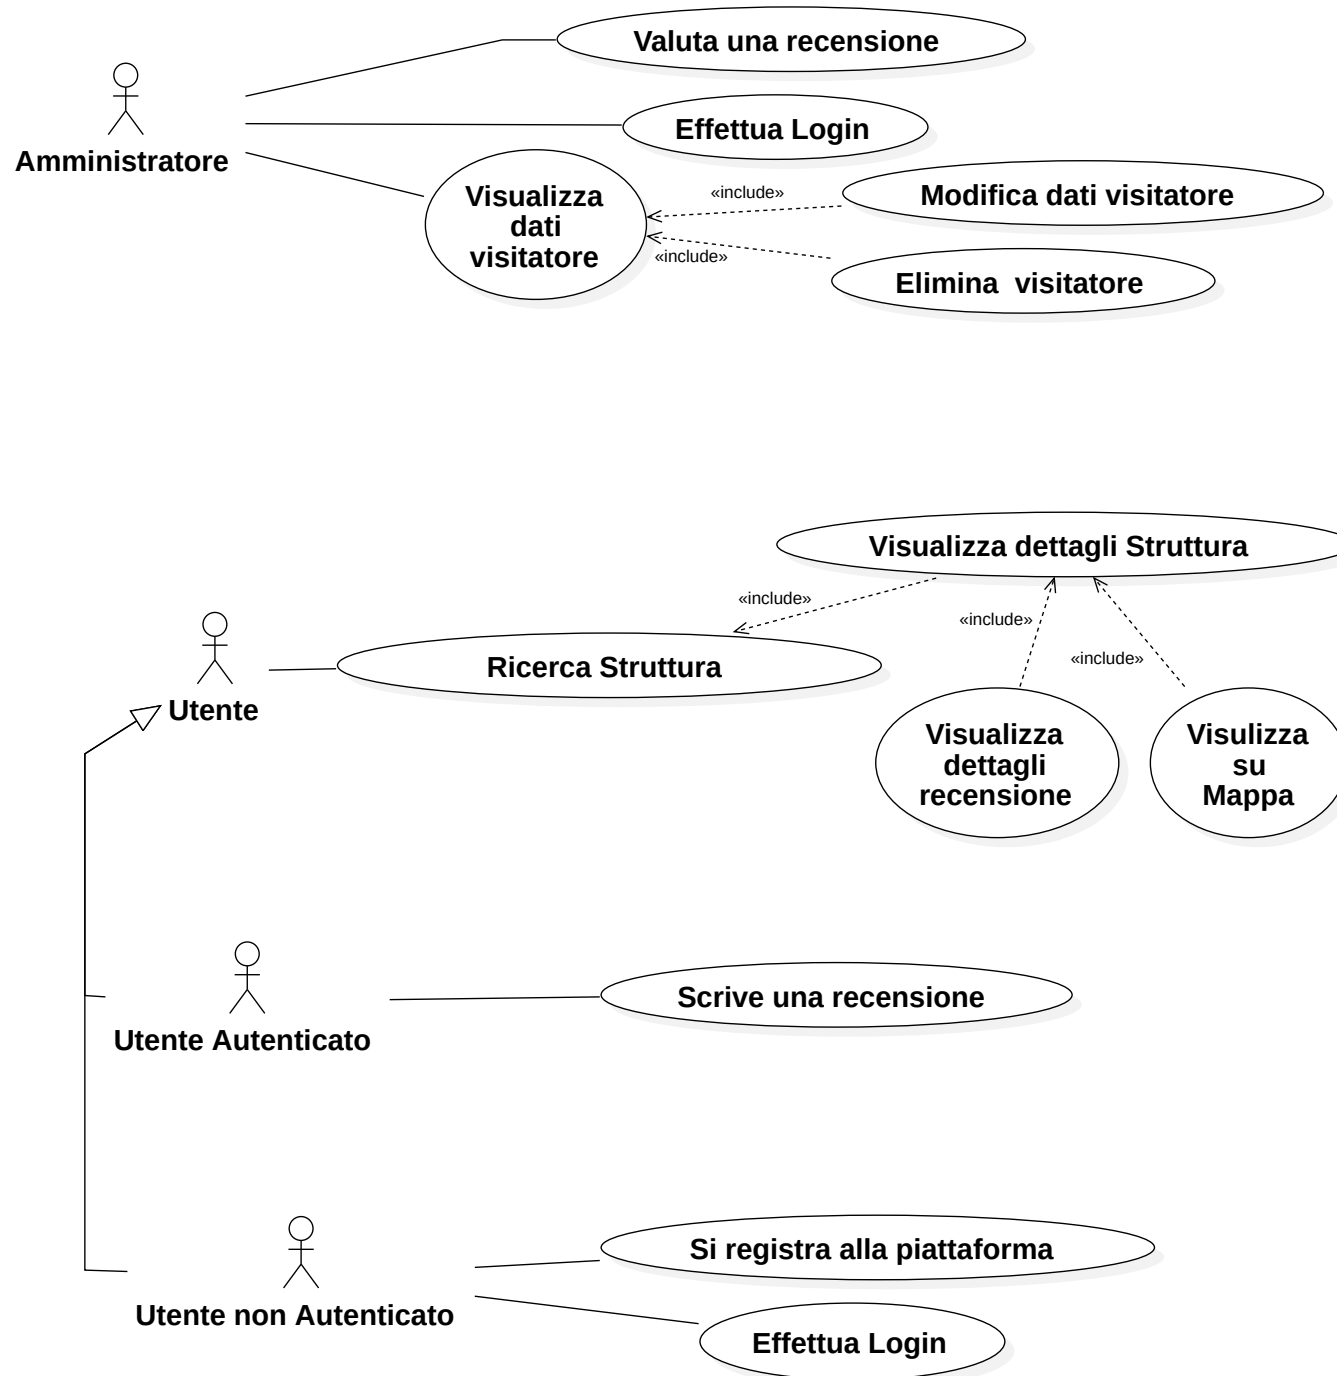 Valuta una recensione
Effettua Login
Amministratore
Visualizza
dati
visitatore
«include»
Modifica dati visitatore
«include»
Elimina  visitatore
Visualizza dettagli Struttura
«include»
«include»
«include»
Ricerca Struttura
Utente
Visualizza
dettagli
recensione
Visulizza
su
Mappa
Scrive una recensione
Utente Autenticato
Si registra alla piattaforma
Utente non Autenticato
Effettua Login